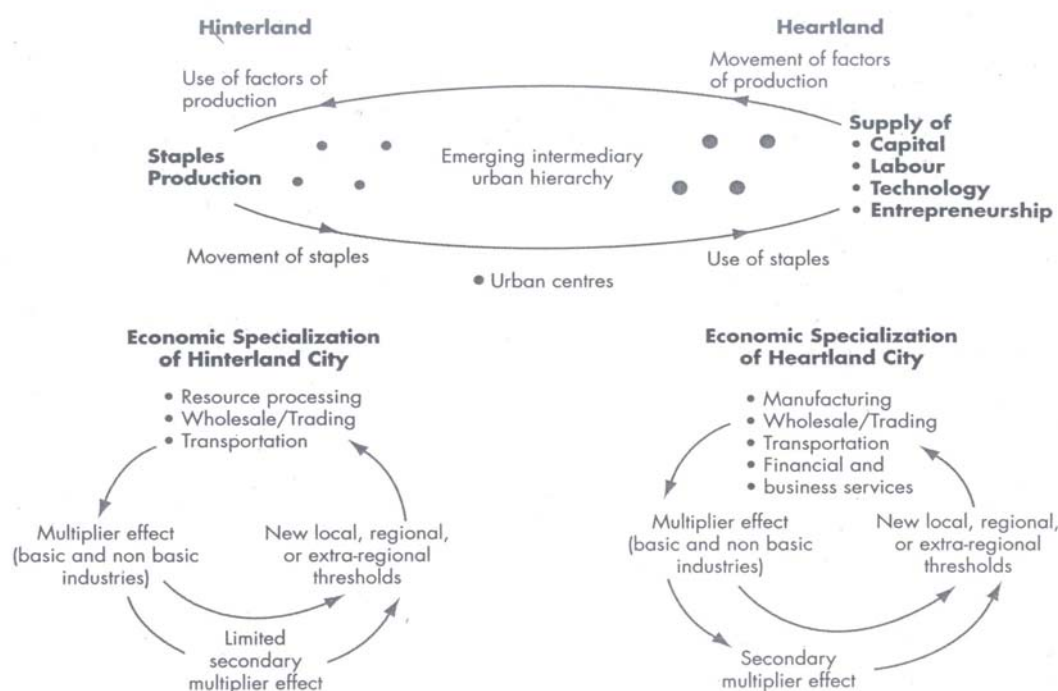 Hinterland
Heartland
Use of factors of
production
Movement of factors
of production
Staples
Production
Emerging intermediary
urban hierarchy
Supply of
• Capital
• Labour
• Technology
• Entrepreneurship
Movement of staples
Use of staples
• Urban centres
Economic Specialization
of Hinterland City
• Resource processing
• Wholesale/Trading
• Transportation
Multiplier effect
(basic and non basic
industries)
New local, regional,
or extra-regional
thresholds
Limited
secondary
multiplier effect
Economic Specialization
of Heartland City
• Manufacturing
• Wholesale/Trading
• Transportation
• Financial and
• business services
Multiplier effect
(basic and non basic
industries)
New local, regional,
or extra-regional
thresholds
Secondary
multiplier effect